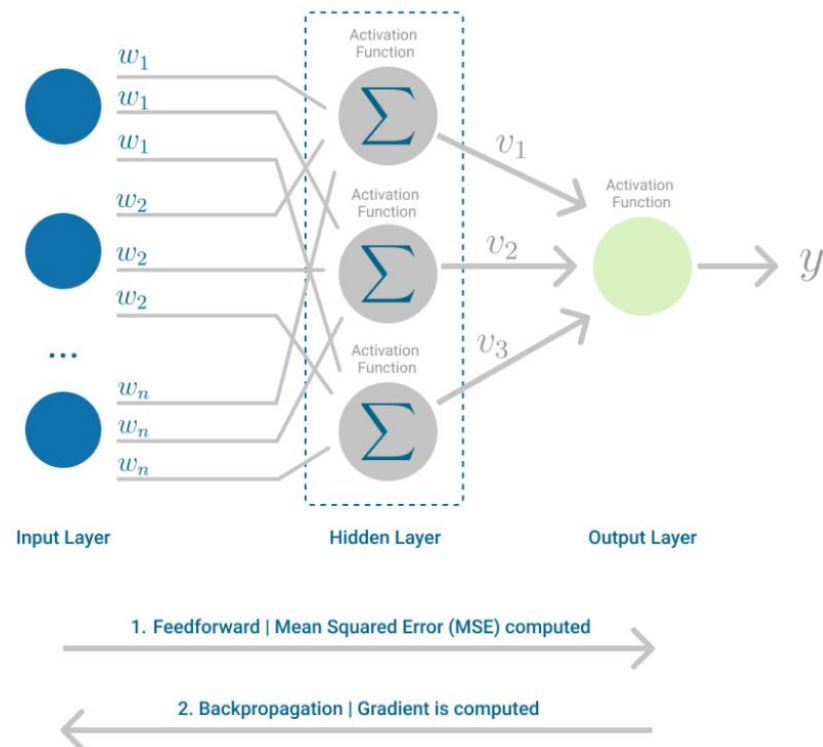 Activation
Function
w₁
w₁
w₁
Σ
v₁
w₂
w₂
w₂
Activation
Function
Σ
v₂
Activation
Function
y
...
Activation
Function
Σ
v₃
wₙ
wₙ
wₙ
Input Layer
Hidden Layer
Output Layer
1. Feedforward | Mean Squared Error (MSE) computed
2. Backpropagation | Gradient is computed